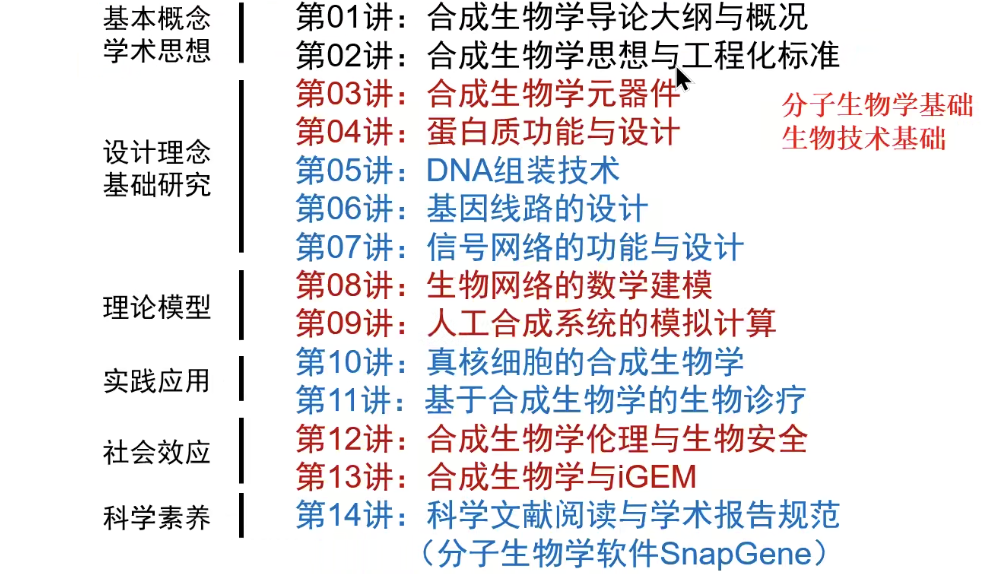 基本概念
学术思想
第01讲：合成生物学导论大纲与概况
第02讲：合成生物学思想与工程化标准
设计理念
基础研究
第03讲：合成生物学元器件
第04讲：蛋白质功能与设计
第05讲：DNA组装技术
第06讲：基因线路的设计
第07讲：信号网络的功能与设计
分子生物学基础
生物技术基础
理论模型
第08讲：生物网络的数学建模
第09讲：人工合成系统的模拟计算
实践应用
第10讲：真核细胞的合成生物学
第11讲：基于合成生物学的生物诊疗
社会效应
第12讲：合成生物学伦理与生物安全
第13讲：合成生物学与iGEM
科学素养
第14讲：科学文献阅读与学术报告规范
（分子生物学软件SnapGene）